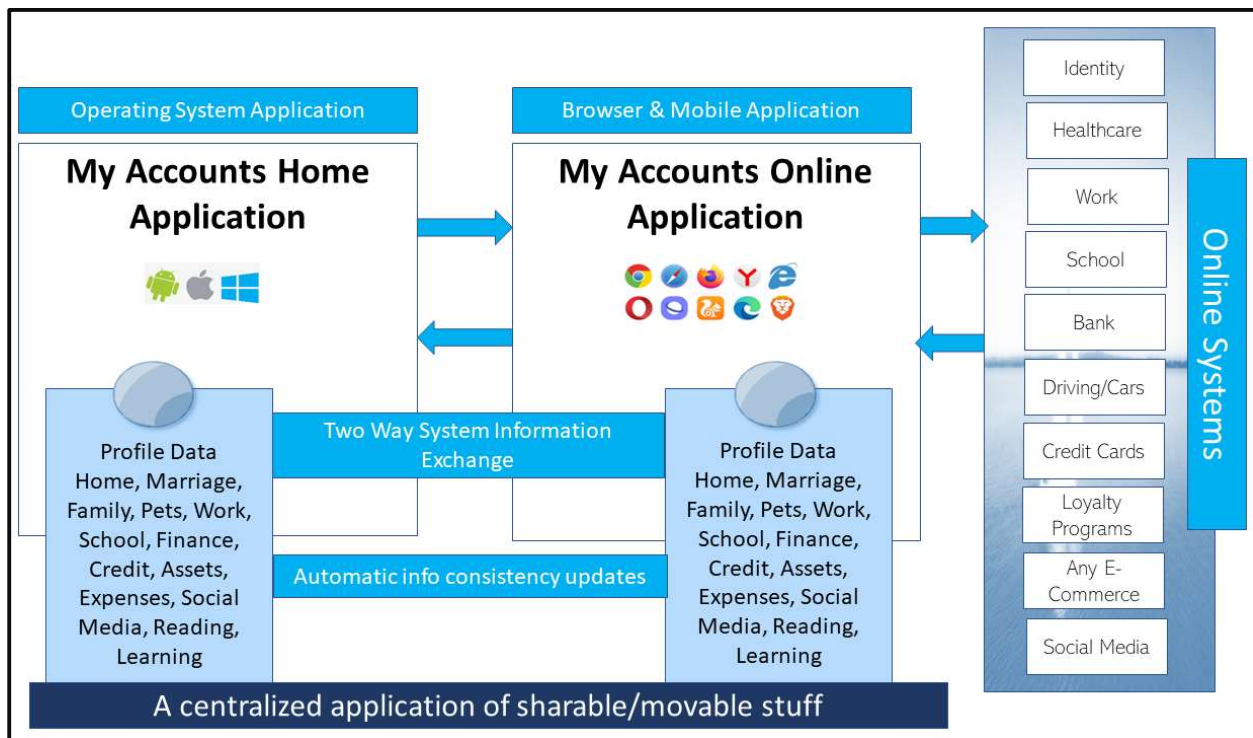 Operating System Application
My Accounts Home
Application
Browser & Mobile Application
My Accounts Online
Application
Profile Data
Home, Marriage,
Family, Pets, Work,
School, Finance,
Credit, Assets,
Expenses, Social
Media, Reading,
Learning
Two Way System Information
Exchange
Automatic info consistency updates
Profile Data
Home, Marriage,
Family, Pets, Work,
School, Finance,
Credit, Assets,
Expenses, Social
Media, Reading,
Learning
A centralized application of sharable/movable stuff
Identity
Healthcare
Work
School
Bank
Driving/Cars
Credit Cards
Loyalty
Programs
Any E-
Commerce
Social Media
Online Systems